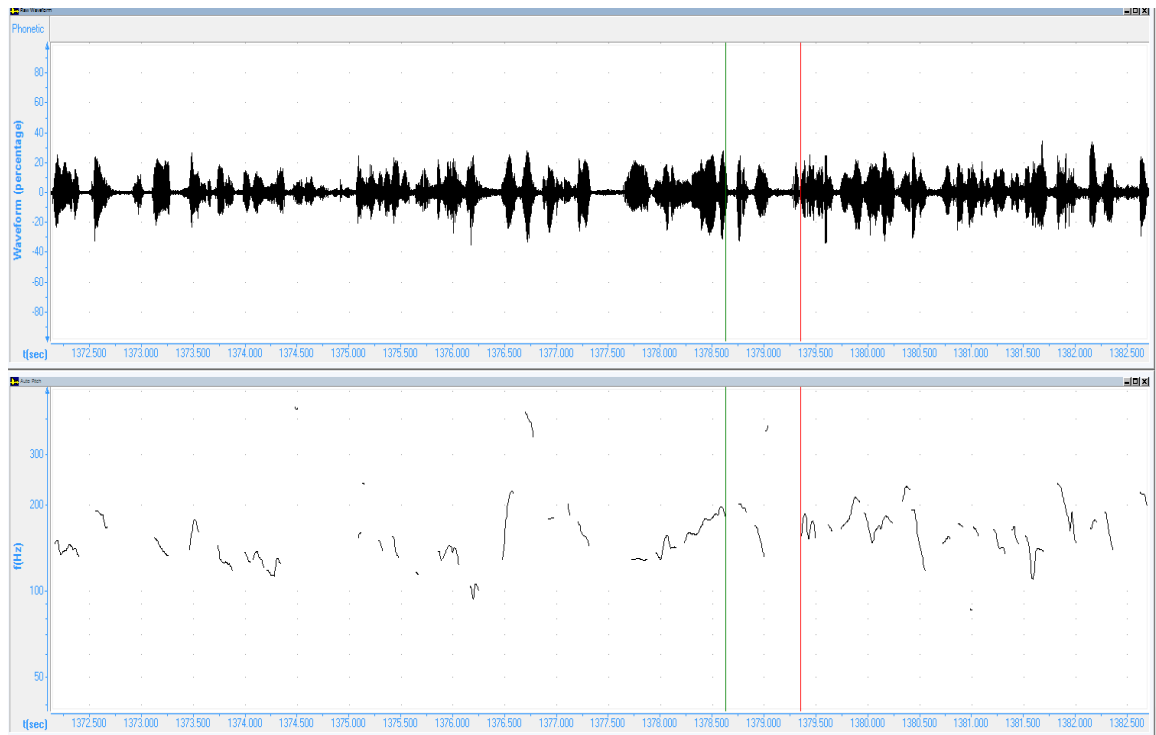 Raw Waveform
Phonetic
80
60
40
20
0
-20
-40
-60
-80
Waveform (percentage)
t(sec) 1372.500 1373.000 1373.500 1374.000 1374.500 1375.000 1375.500 1376.000 1376.500 1377.000 1377.500 1378.000 1378.500 1379.000 1379.500 1380.000 1380.500 1381.000 1381.500 1382.000 1382.500
Auto Pitch
300
200
100
50
f(Hz)
t(sec) 1372.500 1373.000 1373.500 1374.000 1374.500 1375.000 1375.500 1376.000 1376.500 1377.000 1377.500 1378.000 1378.500 1379.000 1379.500 1380.000 1380.500 1381.000 1381.500 1382.000 1382.500